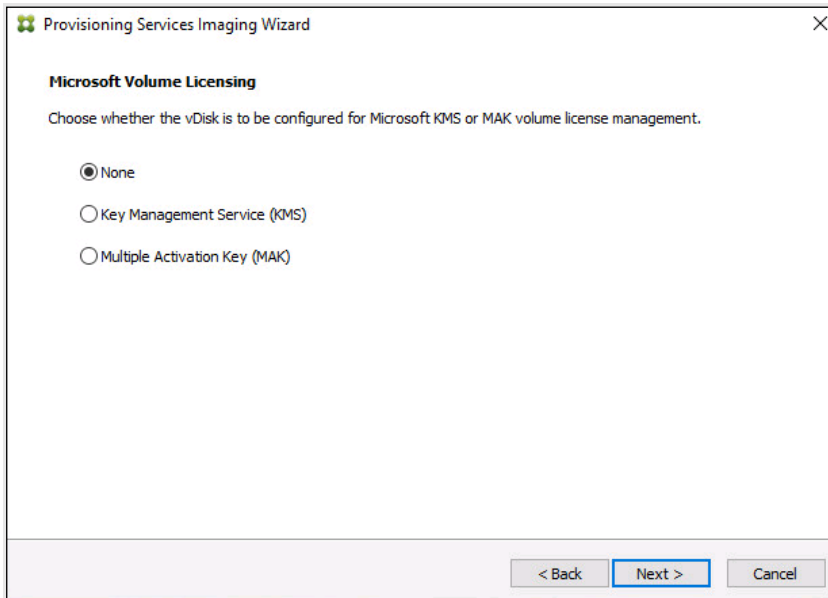 Provisioning Services Imaging Wizard
Microsoft Volume Licensing
Choose whether the vDisk is to be configured for Microsoft KMS or MAK volume license management.
None
Key Management Service (KMS)
Multiple Activation Key (MAK)
< Back Next > Cancel